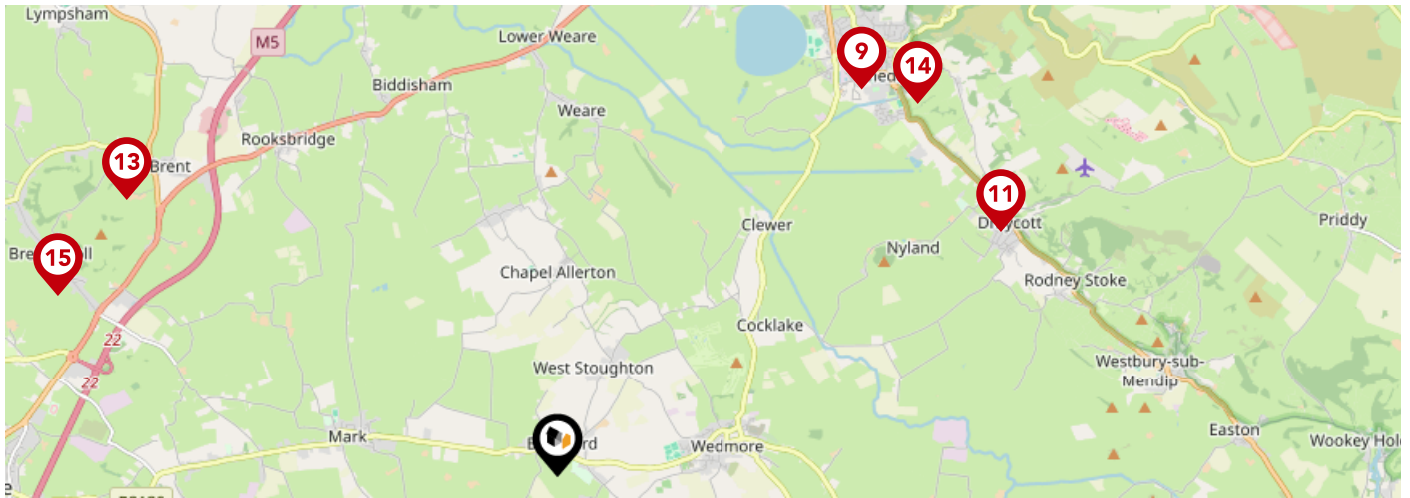 Lympsham
M5
Lower Weare
9
14
Biddisham
Weare
Rooksbridge
13
Brent
11
Clewer
Priddy
Nyland
15
Chapel Allerton
Rodney Stoke
Cocklake
22
West Stoughton
Westbury-sub-
Mendip
22
Mark
Wedmore
Easton
Wookey Hol